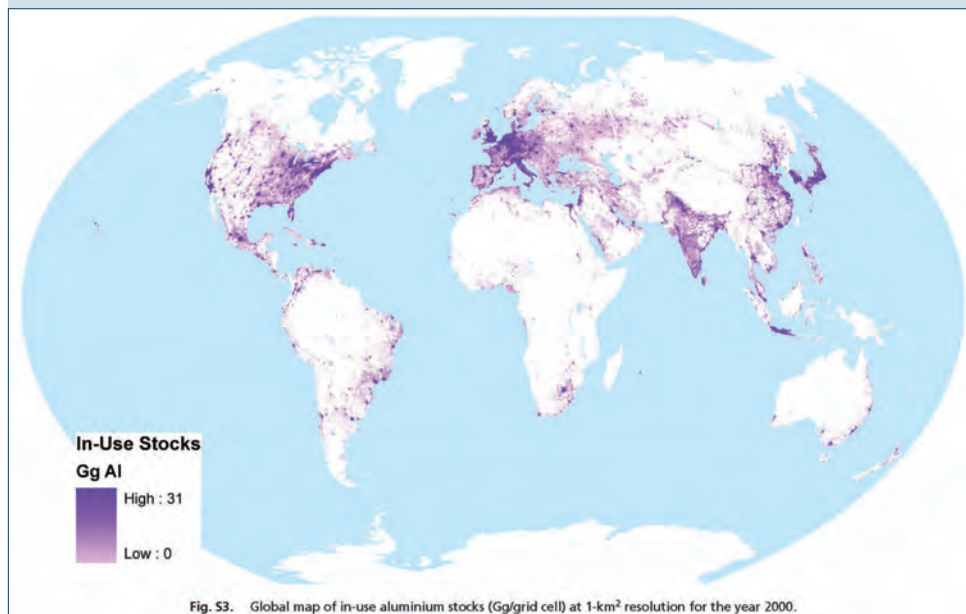 In-Use Stocks
Gg Al
High : 31
Low : 0
Fig. S3. Global map of in-use aluminium stocks (Gg/grid cell) at 1-km² resolution for the year 2000.